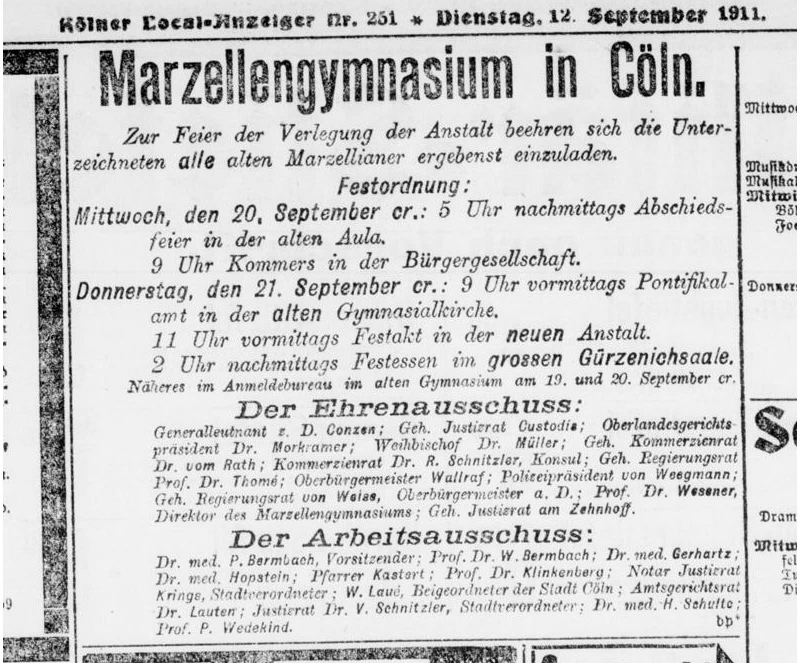 Kölner Local-Anzeiger Nr. 251 * Dienstag, 12. September 1911.
Marzellengymnasium in Cöln.
Zur Feier der Verlegung der Anstalt beehren sich die Unter-
zeichneten alle alten Marzellianer ergebenst einzuladen.
Festordnung:
Mittwoch, den 20. September cr.: 5 Uhr nachmittags Abschieds-
feier in der alten Aula.
9 Uhr Kommers in der Bürgergesellschaft.
Donnerstag, den 21. September cr.: 9 Uhr vormittags Pontifikal-
amt in der alten Gymnasialkirche.
11 Uhr vormittags Festakt in der neuen Anstalt.
2 Uhr nachmittags Festessen im grossen Gürzenichsaale.
Näheres im Anmeldebureau im alten Gymnasium am 19. und 20. September cr.
Der Ehrenausschuss:
Generalleutnant z. D. Conzen; Geh. Justizrat Custodis; Oberlandesgerichts-
präsident Dr. Morkramer; Weihbischof Dr. Müller; Geh. Kommerzienrat
Dr. vom Rath; Kommerzienrat Dr. R. Schnitzler, Konsul; Geh. Regierungsrat
Prof. Dr. Thomé; Oberbürgermeister Wallraf; Polizeipräsident von Weegmann;
Geh. Regierungsrat von Weise, Oberbürgermeister a. D.; Prof. Dr. Wesener,
Direktor des Marzellengymnasiums; Geh. Justizrat am Zehnhoff.
Der Arbeitsausschuss:
Dr. med. P. Bermbach, Vorsitzender; Prof. Dr. W. Bermbach; Dr. med. Gerhartz;
Dr. med. Hopstein; Pfarrer Kastert; Prof. Dr. Klinkenberg; Notar Justizrat
Krings, Stadtverordneter; W. Laué, Beigeordneter der Stadt Cöln; Amtsgerichtsrat
Dr. Lauten; Justizrat Dr. V. Schnitzler, Stadtverordneter; Dr. med. H. Schulte;
Prof. P. Wedekind. bp*
Mittwoch
Donners
Dram